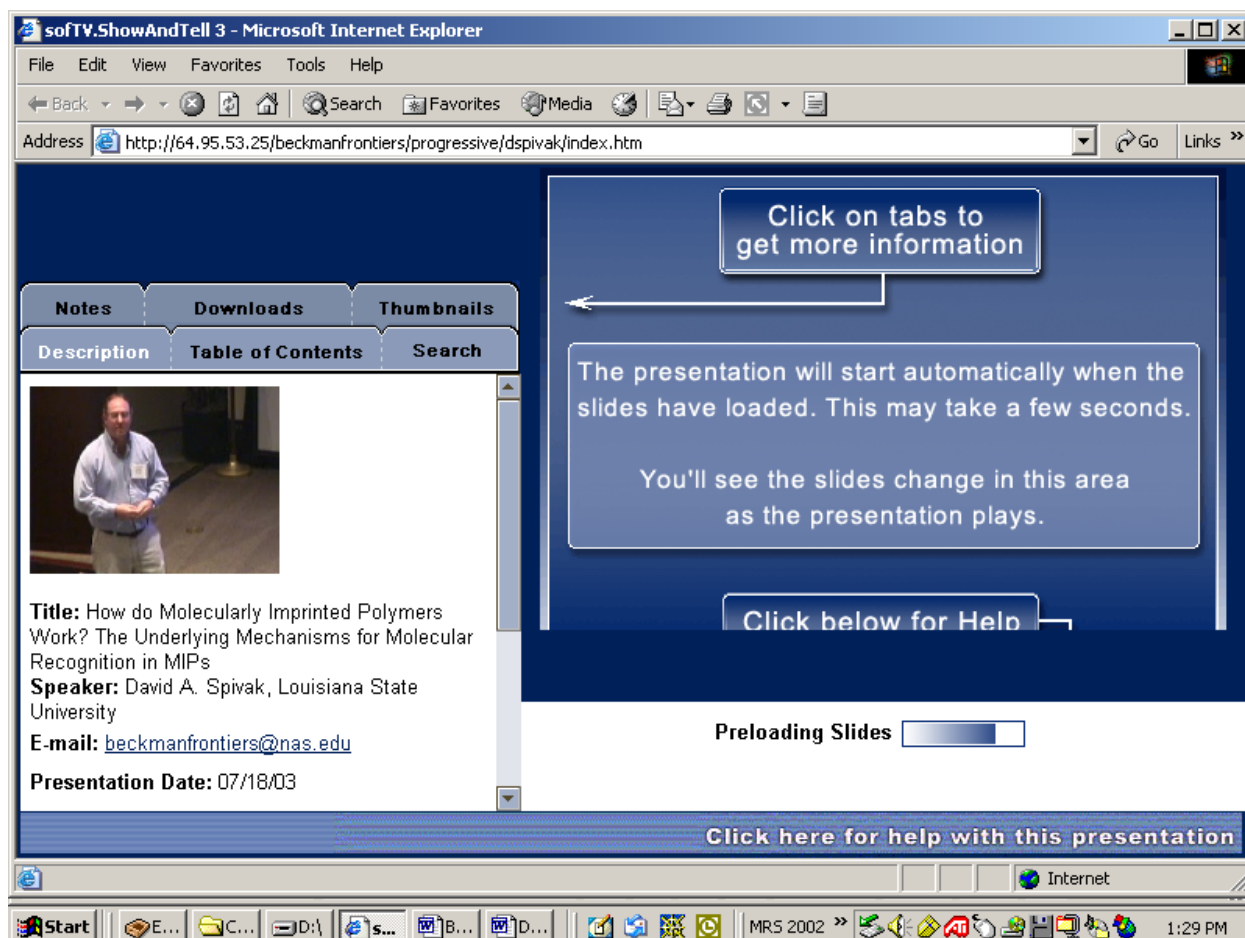 sofTV.ShowAndTell 3 - Microsoft Internet Explorer
File Edit View Favorites Tools Help
Back Search Favorites Media
Address http://64.95.53.25/beckmanfrontiers/progressive/dspivak/index.htm Go Links »
Click on tabs to
get more information
Notes Downloads Thumbnails
Description Table of Contents Search
The presentation will start automatically when the
slides have loaded. This may take a few seconds.
You'll see the slides change in this area
as the presentation plays.
Click below for Help
Title: How do Molecularly Imprinted Polymers
Work? The Underlying Mechanisms for Molecular
Recognition in MIPs
Speaker: David A. Spivak, Louisiana State
University
E-mail: beckmanfrontiers@nas.edu
Presentation Date: 07/18/03
Preloading Slides
Click here for help with this presentation
Internet
Start E... C... D:\ s... B... D... MRS 2002 » 1:29 PM